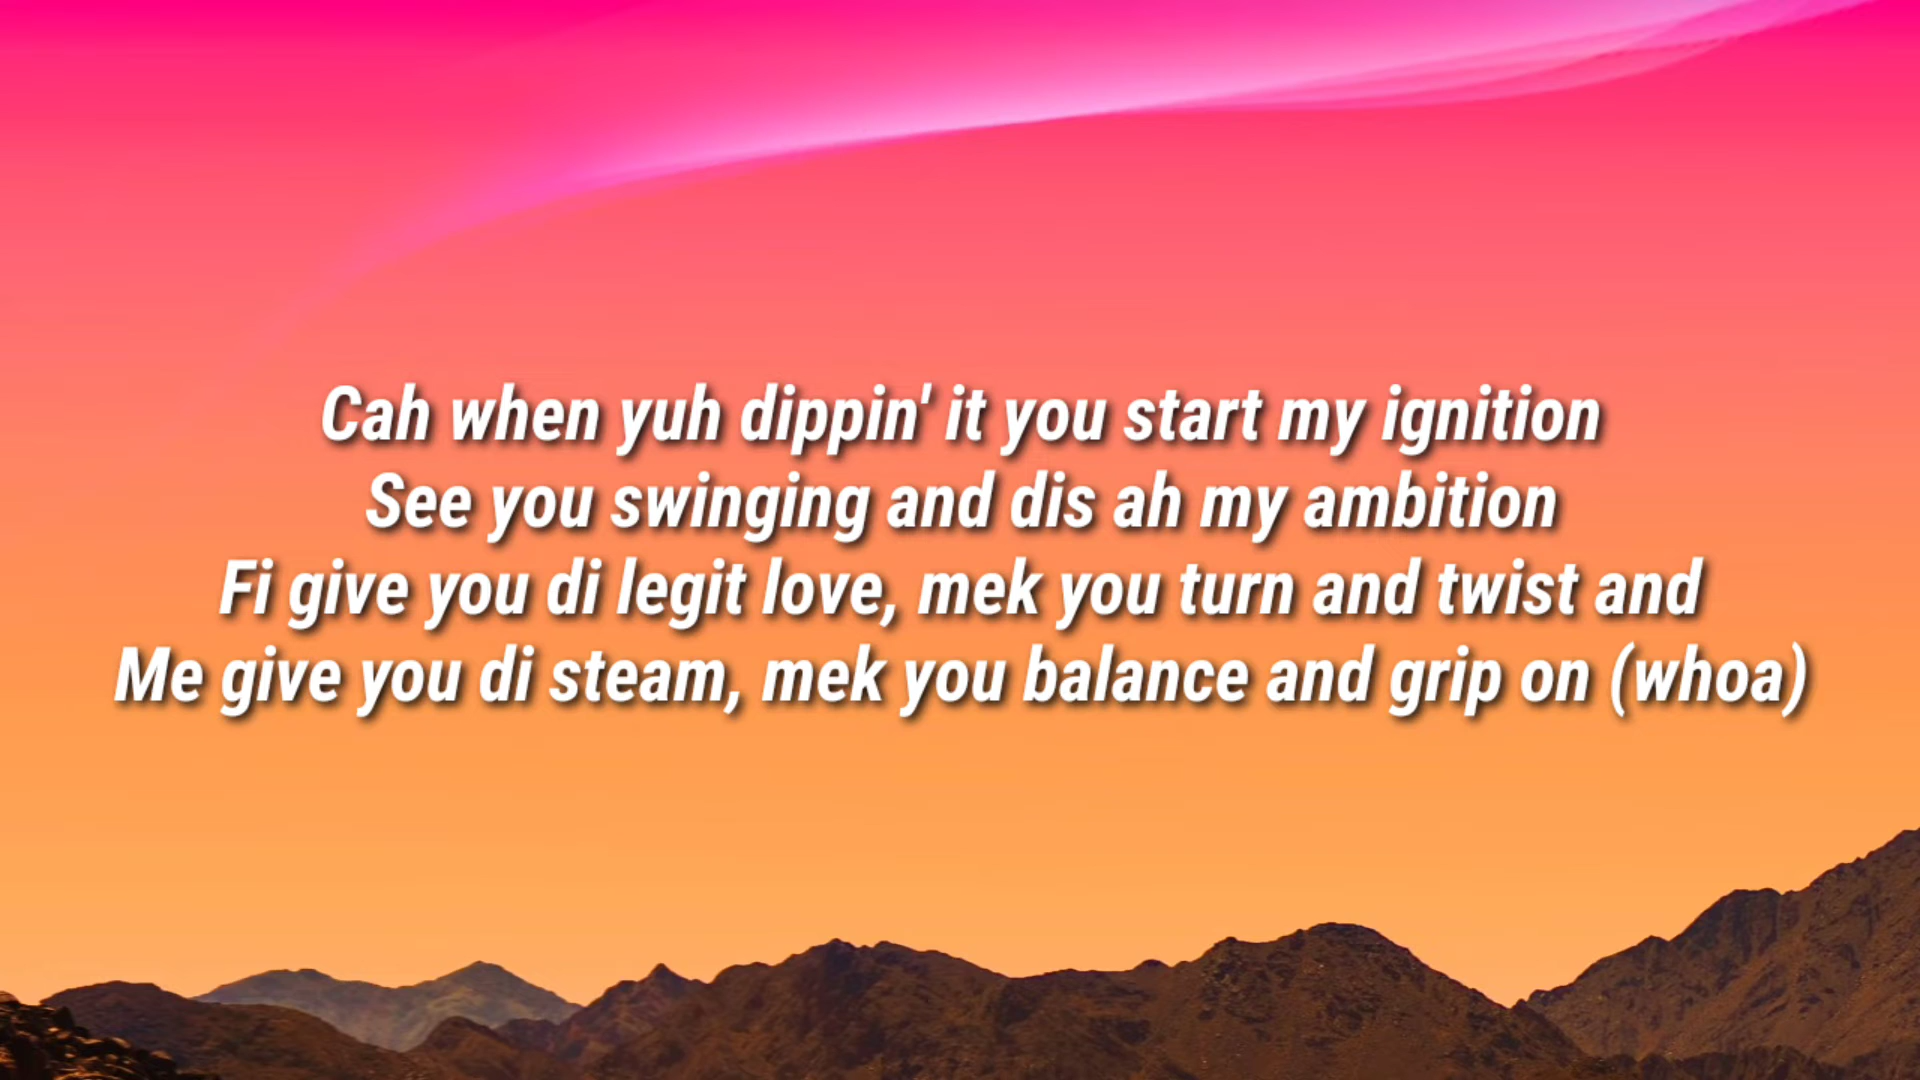 Cah when yuh dippin' it you start my ignition
See you swinging and dis ah my ambition
Fi give you di legit love, mek you turn and twist and
Me give you di steam, mek you balance and grip on (whoa)